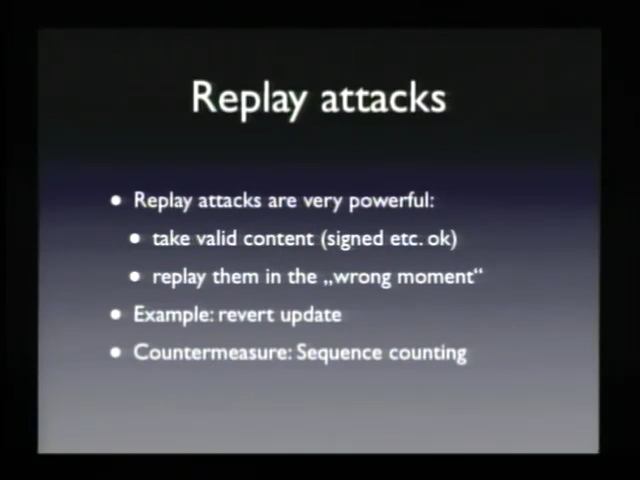 Replay attacks
• Replay attacks are very powerful:
• take valid content (signed etc. ok)
• replay them in the „wrong moment“
• Example: revert update
• Countermeasure: Sequence counting